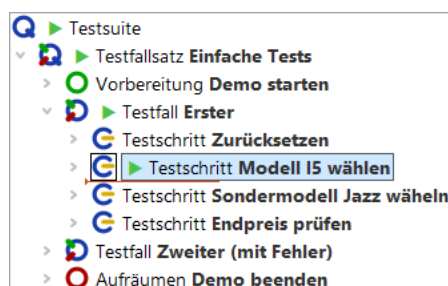 Testsuite
Testfallsatz Einfache Tests
Vorbereitung Demo starten
Testfall Erster
Testschritt Zurücksetzen
Testschritt Modell I5 wählen
Testschritt Sondermodell Jazz wäheln
Testschritt Endpreis prüfen
Testfall Zweiter (mit Fehler)
Aufräumen Demo beenden